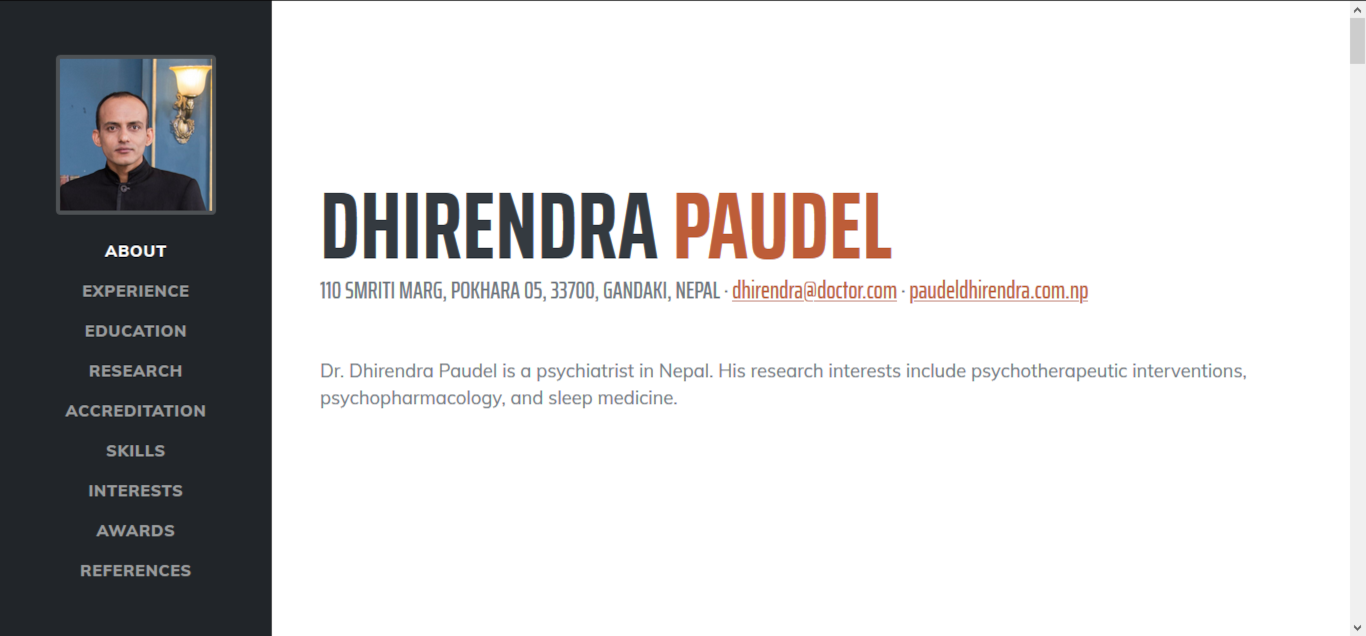 ABOUT
EXPERIENCE
EDUCATION
RESEARCH
ACCREDITATION
SKILLS
INTERESTS
AWARDS
REFERENCES
DHIRENDRA PAUDEL
110 SMRITI MARG, POKHARA 05, 33700, GANDAKI, NEPAL · dhirendra@doctor.com · paudeldhirendra.com.np
Dr. Dhirendra Paudel is a psychiatrist in Nepal. His research interests include psychotherapeutic interventions,
psychopharmacology, and sleep medicine.